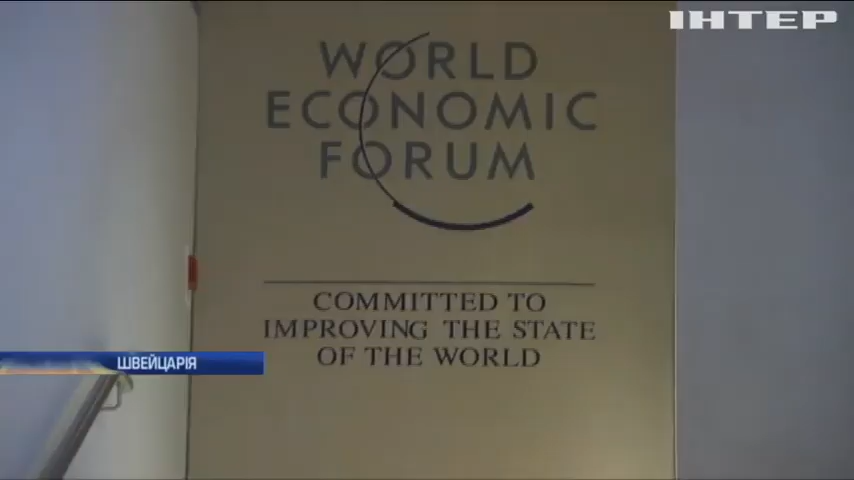 ІНТЕР
WORLD
ECONOMIC
FORUM
COMMITTED TO
IMPROVING THE STATE
OF THE WORLD
ШВЕЙЦАРІЯ